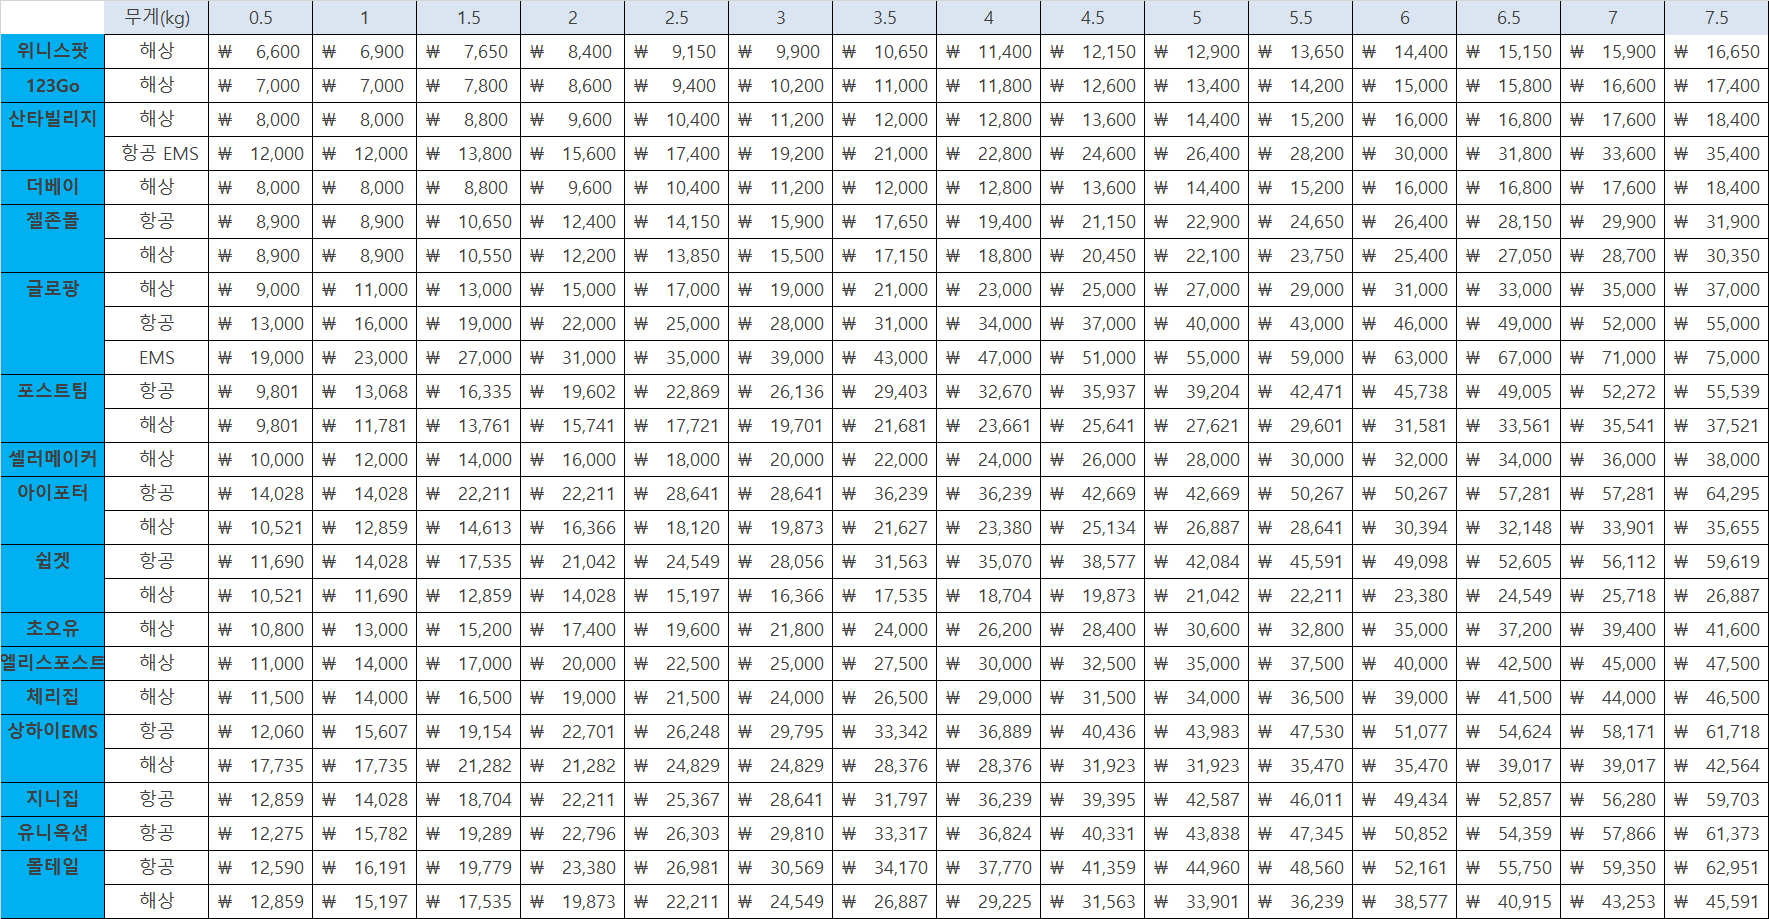 무게(kg) 0.5 1 1.5 2 2.5 3 3.5 4 4.5 5 5.5 6 6.5 7 7.5
위니스팟 해상 ₩ 6,600 ₩ 6,900 ₩ 7,650 ₩ 8,400 ₩ 9,150 ₩ 9,900 ₩ 10,650 ₩ 11,400 ₩ 12,150 ₩ 12,900 ₩ 13,650 ₩ 14,400 ₩ 15,150 ₩ 15,900 ₩ 16,650
123Go 해상 ₩ 7,000 ₩ 7,000 ₩ 7,800 ₩ 8,600 ₩ 9,400 ₩ 10,200 ₩ 11,000 ₩ 11,800 ₩ 12,600 ₩ 13,400 ₩ 14,200 ₩ 15,000 ₩ 15,800 ₩ 16,600 ₩ 17,400
산타빌리지 해상 ₩ 8,000 ₩ 8,000 ₩ 8,800 ₩ 9,600 ₩ 10,400 ₩ 11,200 ₩ 12,000 ₩ 12,800 ₩ 13,600 ₩ 14,400 ₩ 15,200 ₩ 16,000 ₩ 16,800 ₩ 17,600 ₩ 18,400
항공 EMS ₩ 12,000 ₩ 12,000 ₩ 13,800 ₩ 15,600 ₩ 17,400 ₩ 19,200 ₩ 21,000 ₩ 22,800 ₩ 24,600 ₩ 26,400 ₩ 28,200 ₩ 30,000 ₩ 31,800 ₩ 33,600 ₩ 35,400
더베이 해상 ₩ 8,000 ₩ 8,000 ₩ 8,800 ₩ 9,600 ₩ 10,400 ₩ 11,200 ₩ 12,000 ₩ 12,800 ₩ 13,600 ₩ 14,400 ₩ 15,200 ₩ 16,000 ₩ 16,800 ₩ 17,600 ₩ 18,400
젤존몰 항공 ₩ 8,900 ₩ 8,900 ₩ 10,650 ₩ 12,400 ₩ 14,150 ₩ 15,900 ₩ 17,650 ₩ 19,400 ₩ 21,150 ₩ 22,900 ₩ 24,650 ₩ 26,400 ₩ 28,150 ₩ 29,900 ₩ 31,900
해상 ₩ 8,900 ₩ 8,900 ₩ 10,550 ₩ 12,200 ₩ 13,850 ₩ 15,500 ₩ 17,150 ₩ 18,800 ₩ 20,450 ₩ 22,100 ₩ 23,750 ₩ 25,400 ₩ 27,050 ₩ 28,700 ₩ 30,350
글로팡 해상 ₩ 9,000 ₩ 11,000 ₩ 13,000 ₩ 15,000 ₩ 17,000 ₩ 19,000 ₩ 21,000 ₩ 23,000 ₩ 25,000 ₩ 27,000 ₩ 29,000 ₩ 31,000 ₩ 33,000 ₩ 35,000 ₩ 37,000
항공 ₩ 13,000 ₩ 16,000 ₩ 19,000 ₩ 22,000 ₩ 25,000 ₩ 28,000 ₩ 31,000 ₩ 34,000 ₩ 37,000 ₩ 40,000 ₩ 43,000 ₩ 46,000 ₩ 49,000 ₩ 52,000 ₩ 55,000
EMS ₩ 19,000 ₩ 23,000 ₩ 27,000 ₩ 31,000 ₩ 35,000 ₩ 39,000 ₩ 43,000 ₩ 47,000 ₩ 51,000 ₩ 55,000 ₩ 59,000 ₩ 63,000 ₩ 67,000 ₩ 71,000 ₩ 75,000
포스트팀 항공 ₩ 9,801 ₩ 13,068 ₩ 16,335 ₩ 19,602 ₩ 22,869 ₩ 26,136 ₩ 29,403 ₩ 32,670 ₩ 35,937 ₩ 39,204 ₩ 42,471 ₩ 45,738 ₩ 49,005 ₩ 52,272 ₩ 55,539
해상 ₩ 9,801 ₩ 11,781 ₩ 13,761 ₩ 15,741 ₩ 17,721 ₩ 19,701 ₩ 21,681 ₩ 23,661 ₩ 25,641 ₩ 27,621 ₩ 29,601 ₩ 31,581 ₩ 33,561 ₩ 35,541 ₩ 37,521
셀러메이커 해상 ₩ 10,000 ₩ 12,000 ₩ 14,000 ₩ 16,000 ₩ 18,000 ₩ 20,000 ₩ 22,000 ₩ 24,000 ₩ 26,000 ₩ 28,000 ₩ 30,000 ₩ 32,000 ₩ 34,000 ₩ 36,000 ₩ 38,000
아이포터 항공 ₩ 14,028 ₩ 14,028 ₩ 22,211 ₩ 22,211 ₩ 28,641 ₩ 28,641 ₩ 36,239 ₩ 36,239 ₩ 42,669 ₩ 42,669 ₩ 50,267 ₩ 50,267 ₩ 57,281 ₩ 57,281 ₩ 64,295
해상 ₩ 10,521 ₩ 12,859 ₩ 14,613 ₩ 16,366 ₩ 18,120 ₩ 19,873 ₩ 21,627 ₩ 23,380 ₩ 25,134 ₩ 26,887 ₩ 28,641 ₩ 30,394 ₩ 32,148 ₩ 33,901 ₩ 35,655
쉽겟 항공 ₩ 11,690 ₩ 14,028 ₩ 17,535 ₩ 21,042 ₩ 24,549 ₩ 28,056 ₩ 31,563 ₩ 35,070 ₩ 38,577 ₩ 42,084 ₩ 45,591 ₩ 49,098 ₩ 52,605 ₩ 56,112 ₩ 59,619
해상 ₩ 10,521 ₩ 11,690 ₩ 12,859 ₩ 14,028 ₩ 15,197 ₩ 16,366 ₩ 17,535 ₩ 18,704 ₩ 19,873 ₩ 21,042 ₩ 22,211 ₩ 23,380 ₩ 24,549 ₩ 25,718 ₩ 26,887
초오유 해상 ₩ 10,800 ₩ 13,000 ₩ 15,200 ₩ 17,400 ₩ 19,600 ₩ 21,800 ₩ 24,000 ₩ 26,200 ₩ 28,400 ₩ 30,600 ₩ 32,800 ₩ 35,000 ₩ 37,200 ₩ 39,400 ₩ 41,600
엘리스포스트 해상 ₩ 11,000 ₩ 14,000 ₩ 17,000 ₩ 20,000 ₩ 22,500 ₩ 25,000 ₩ 27,500 ₩ 30,000 ₩ 32,500 ₩ 35,000 ₩ 37,500 ₩ 40,000 ₩ 42,500 ₩ 45,000 ₩ 47,500
체리집 해상 ₩ 11,500 ₩ 14,000 ₩ 16,500 ₩ 19,000 ₩ 21,500 ₩ 24,000 ₩ 26,500 ₩ 29,000 ₩ 31,500 ₩ 34,000 ₩ 36,500 ₩ 39,000 ₩ 41,500 ₩ 44,000 ₩ 46,500
상하이EMS 항공 ₩ 12,060 ₩ 15,607 ₩ 19,154 ₩ 22,701 ₩ 26,248 ₩ 29,795 ₩ 33,342 ₩ 36,889 ₩ 40,436 ₩ 43,983 ₩ 47,530 ₩ 51,077 ₩ 54,624 ₩ 58,171 ₩ 61,718
해상 ₩ 17,735 ₩ 17,735 ₩ 21,282 ₩ 21,282 ₩ 24,829 ₩ 24,829 ₩ 28,376 ₩ 28,376 ₩ 31,923 ₩ 31,923 ₩ 35,470 ₩ 35,470 ₩ 39,017 ₩ 39,017 ₩ 42,564
지니집 항공 ₩ 12,859 ₩ 14,028 ₩ 18,704 ₩ 22,211 ₩ 25,367 ₩ 28,641 ₩ 31,797 ₩ 36,239 ₩ 39,395 ₩ 42,587 ₩ 46,011 ₩ 49,434 ₩ 52,857 ₩ 56,280 ₩ 59,703
유니옥션 항공 ₩ 12,275 ₩ 15,782 ₩ 19,289 ₩ 22,796 ₩ 26,303 ₩ 29,810 ₩ 33,317 ₩ 36,824 ₩ 40,331 ₩ 43,838 ₩ 47,345 ₩ 50,852 ₩ 54,359 ₩ 57,866 ₩ 61,373
몰테일 항공 ₩ 12,590 ₩ 16,191 ₩ 19,779 ₩ 23,380 ₩ 26,981 ₩ 30,569 ₩ 34,170 ₩ 37,770 ₩ 41,359 ₩ 44,960 ₩ 48,560 ₩ 52,161 ₩ 55,750 ₩ 59,350 ₩ 62,951
해상 ₩ 12,859 ₩ 15,197 ₩ 17,535 ₩ 19,873 ₩ 22,211 ₩ 24,549 ₩ 26,887 ₩ 29,225 ₩ 31,563 ₩ 33,901 ₩ 36,239 ₩ 38,577 ₩ 40,915 ₩ 43,253 ₩ 45,591